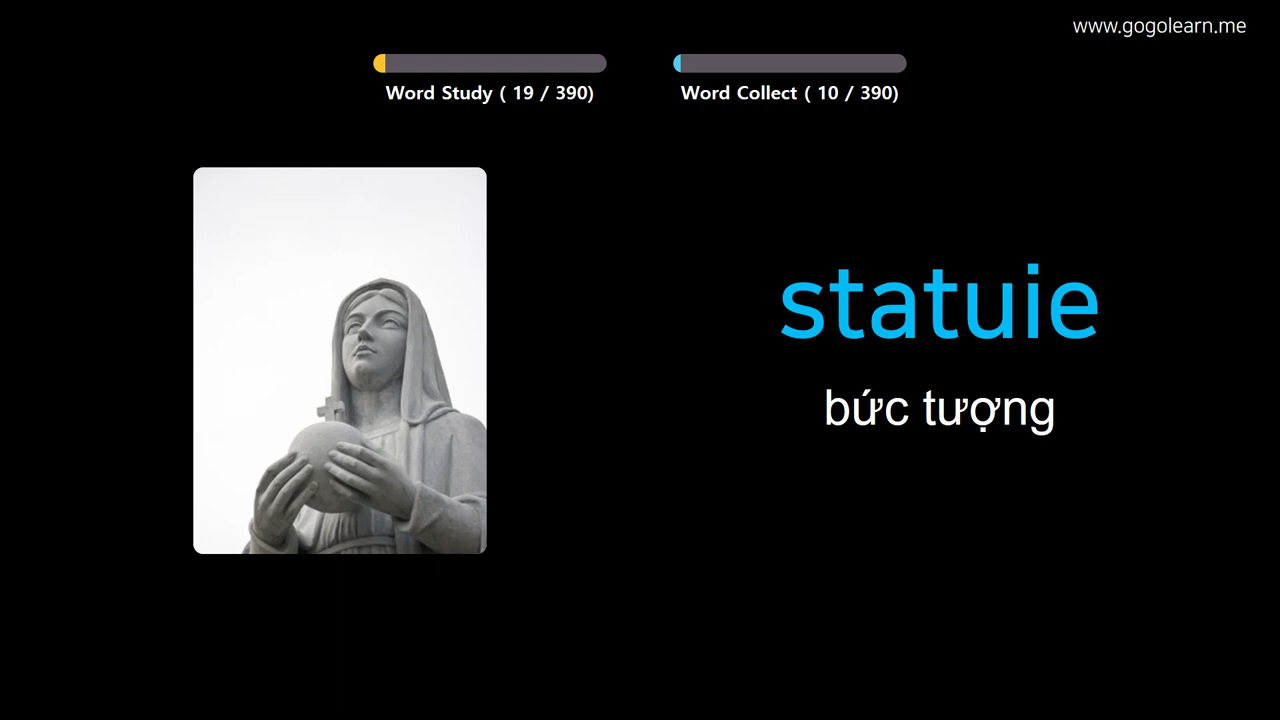 www.gogolearn.me
Word Study ( 19 / 390)
Word Collect ( 10 / 390)
statuie
bức tượng